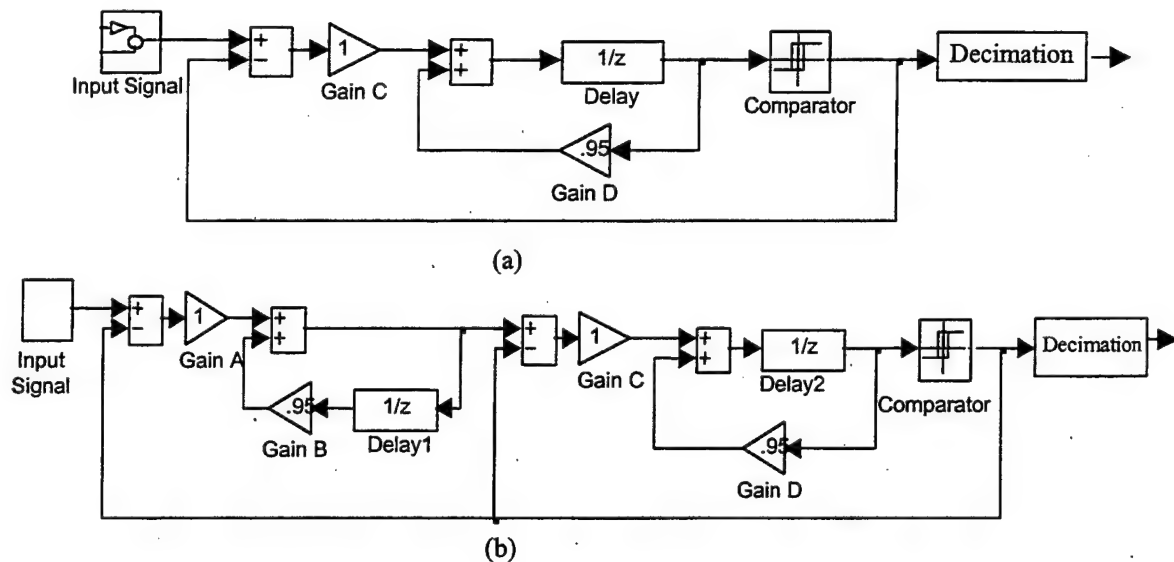 +
−
1
+
+
1/z
Decimation
Input Signal
Gain C
Delay
Comparator
.95
Gain D
(a)
+
−
1
+
+
+
−
1
+
+
1/z
Decimation
Input
Signal
Gain A
Gain C
Delay2
Comparator
.95
1/z
Gain B
Delay1
.95
Gain D
(b)